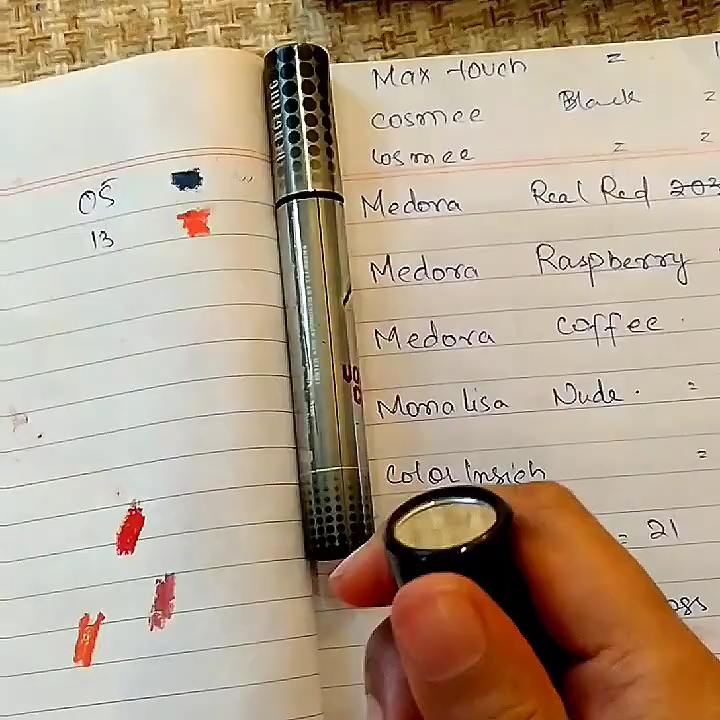 05
13
Max touch =
cosmee Black =
cosmee = =
Medora Real Red 202
Medora Raspberry
Medora coffee .
Monalisa Nude . =
Color Insich =
= 21